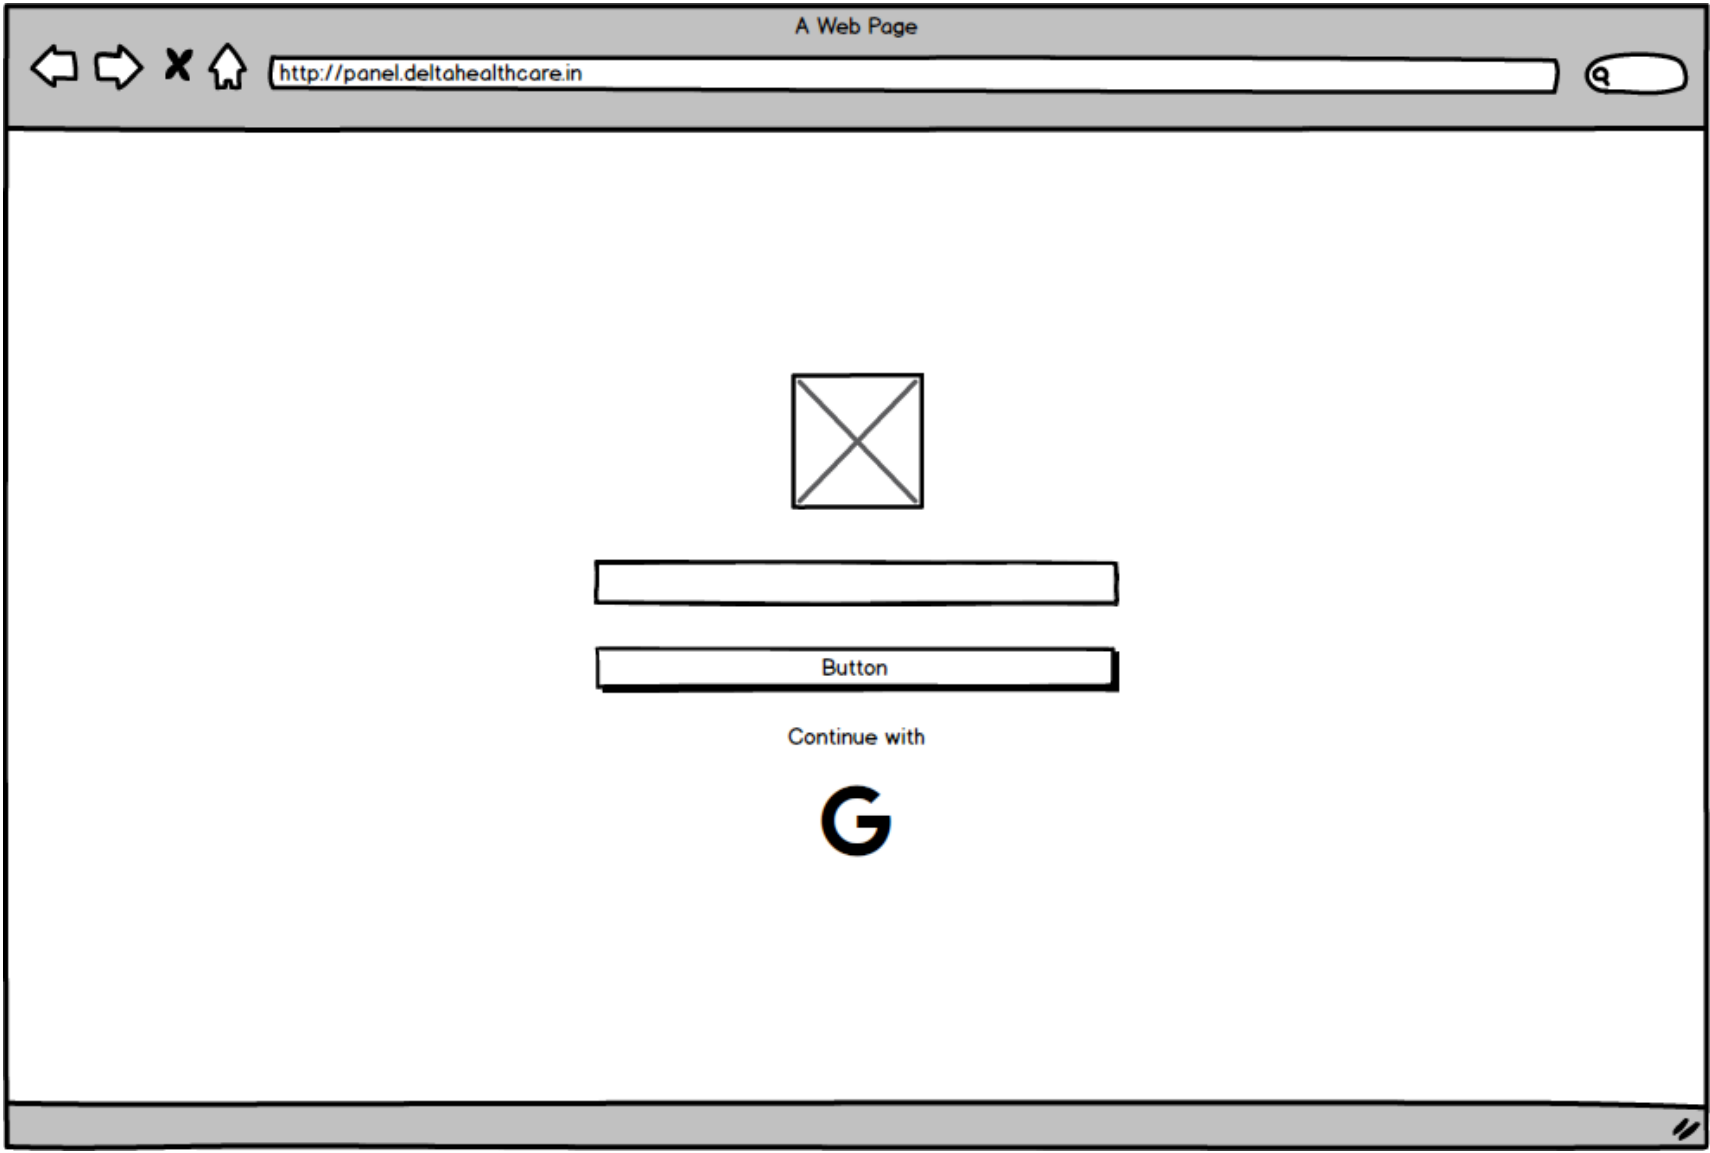 A Web Page
http://panel.deltahealthcare.in
Button
Continue with
G